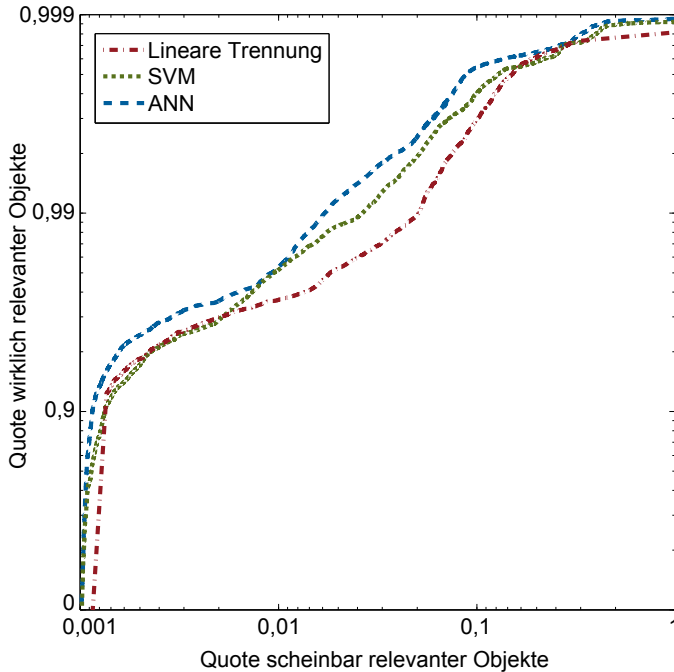 0,999
Lineare Trennung
SVM
ANN
Quote wirklich relevanter Objekte
0,99
0,9
0
0,001
0,01
0,1
1
Quote scheinbar relevanter Objekte